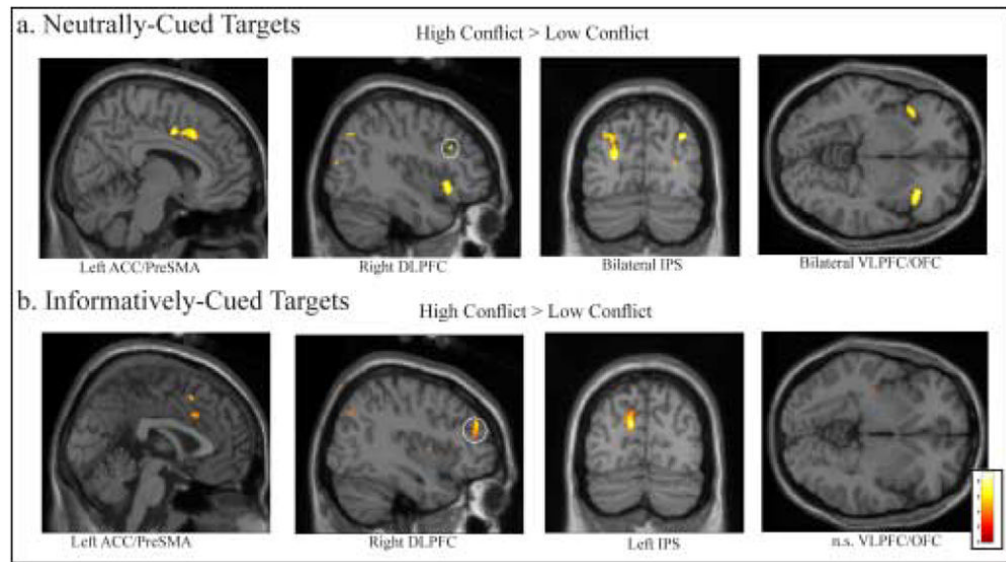 a. Neutrally-Cued Targets
High Conflict > Low Conflict
Left ACC/PreSMA
Right DLPFC
Bilateral IPS
Bilateral VLPFC/OFC
b. Informatively-Cued Targets
High Conflict > Low Conflict
Left ACC/PreSMA
Right DLPFC
Left IPS
n.s. VLPFC/OFC